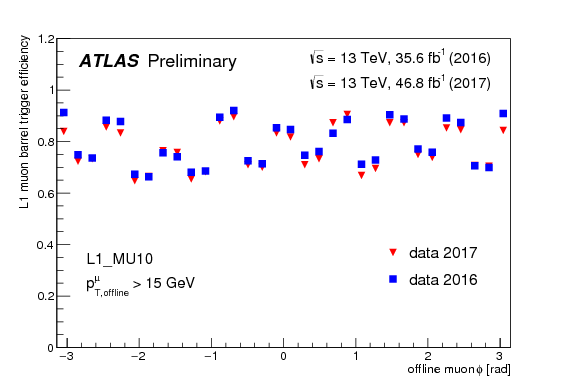 L1 muon barrel trigger efficiency
1.2
1
0.8
0.6
0.4
0.2
0
ATLAS Preliminary
√s = 13 TeV, 35.6 fb⁻¹ (2016)
√s = 13 TeV, 46.8 fb⁻¹ (2017)
L1_MU10
p^μ_T,offline > 15 GeV
data 2017
data 2016
−3 −2 −1 0 1 2 3
offline muon ϕ [rad]